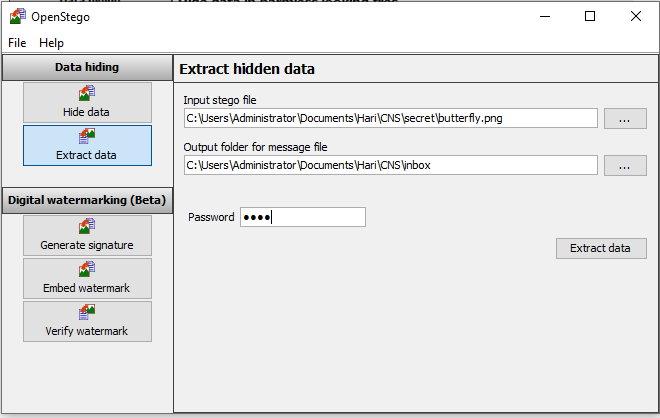 OpenStego
File Help
Data hiding
Hide data
Extract data
Digital watermarking (Beta)
Generate signature
Embed watermark
Verify watermark
Extract hidden data
Input stego file
C:\Users\Administrator\Documents\Hari\CNS\secret\butterfly.png
...
Output folder for message file
C:\Users\Administrator\Documents\Hari\CNS\inbox
...
Password ●●●●
Extract data